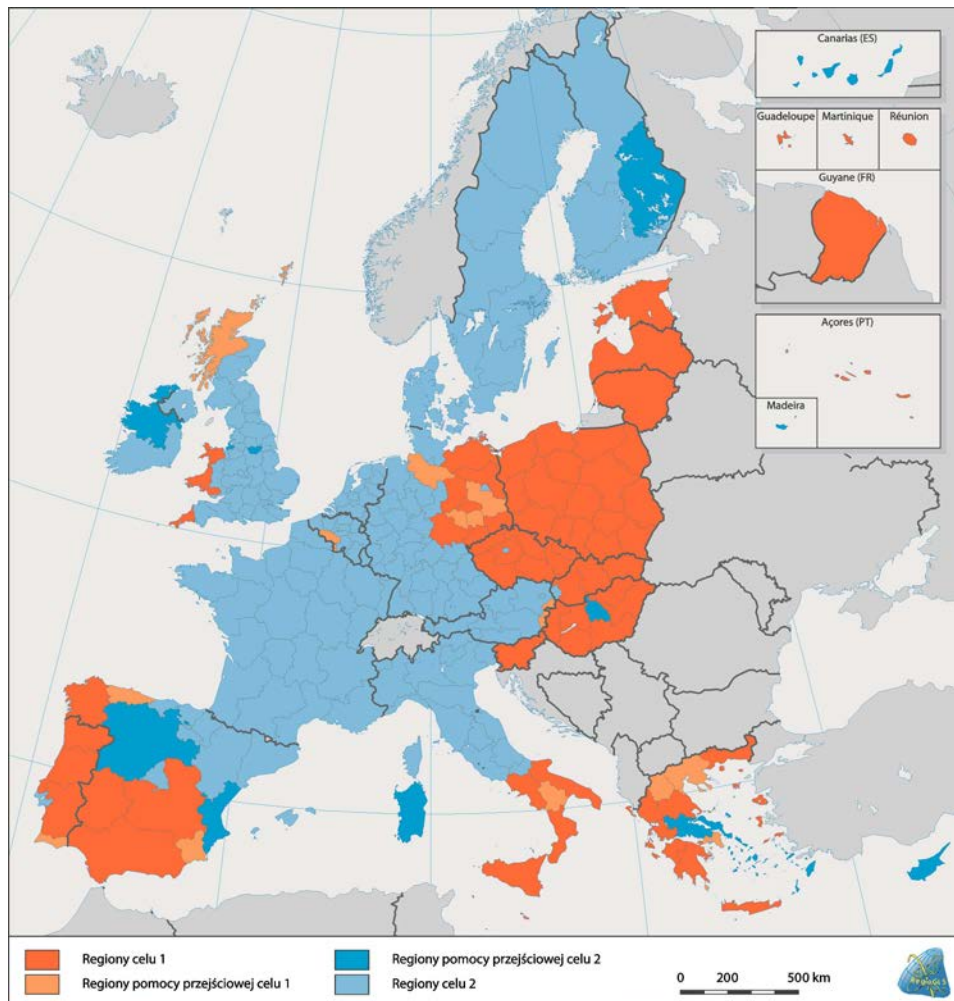 Canarias (ES)
Guadeloupe
Martinique
Réunion
Guyane (FR)
Açores (PT)
Madeira
Regiony celu 1
Regiony pomocy przejściowej celu 1
Regiony pomocy przejściowej celu 2
Regiony celu 2
0 200 500 km